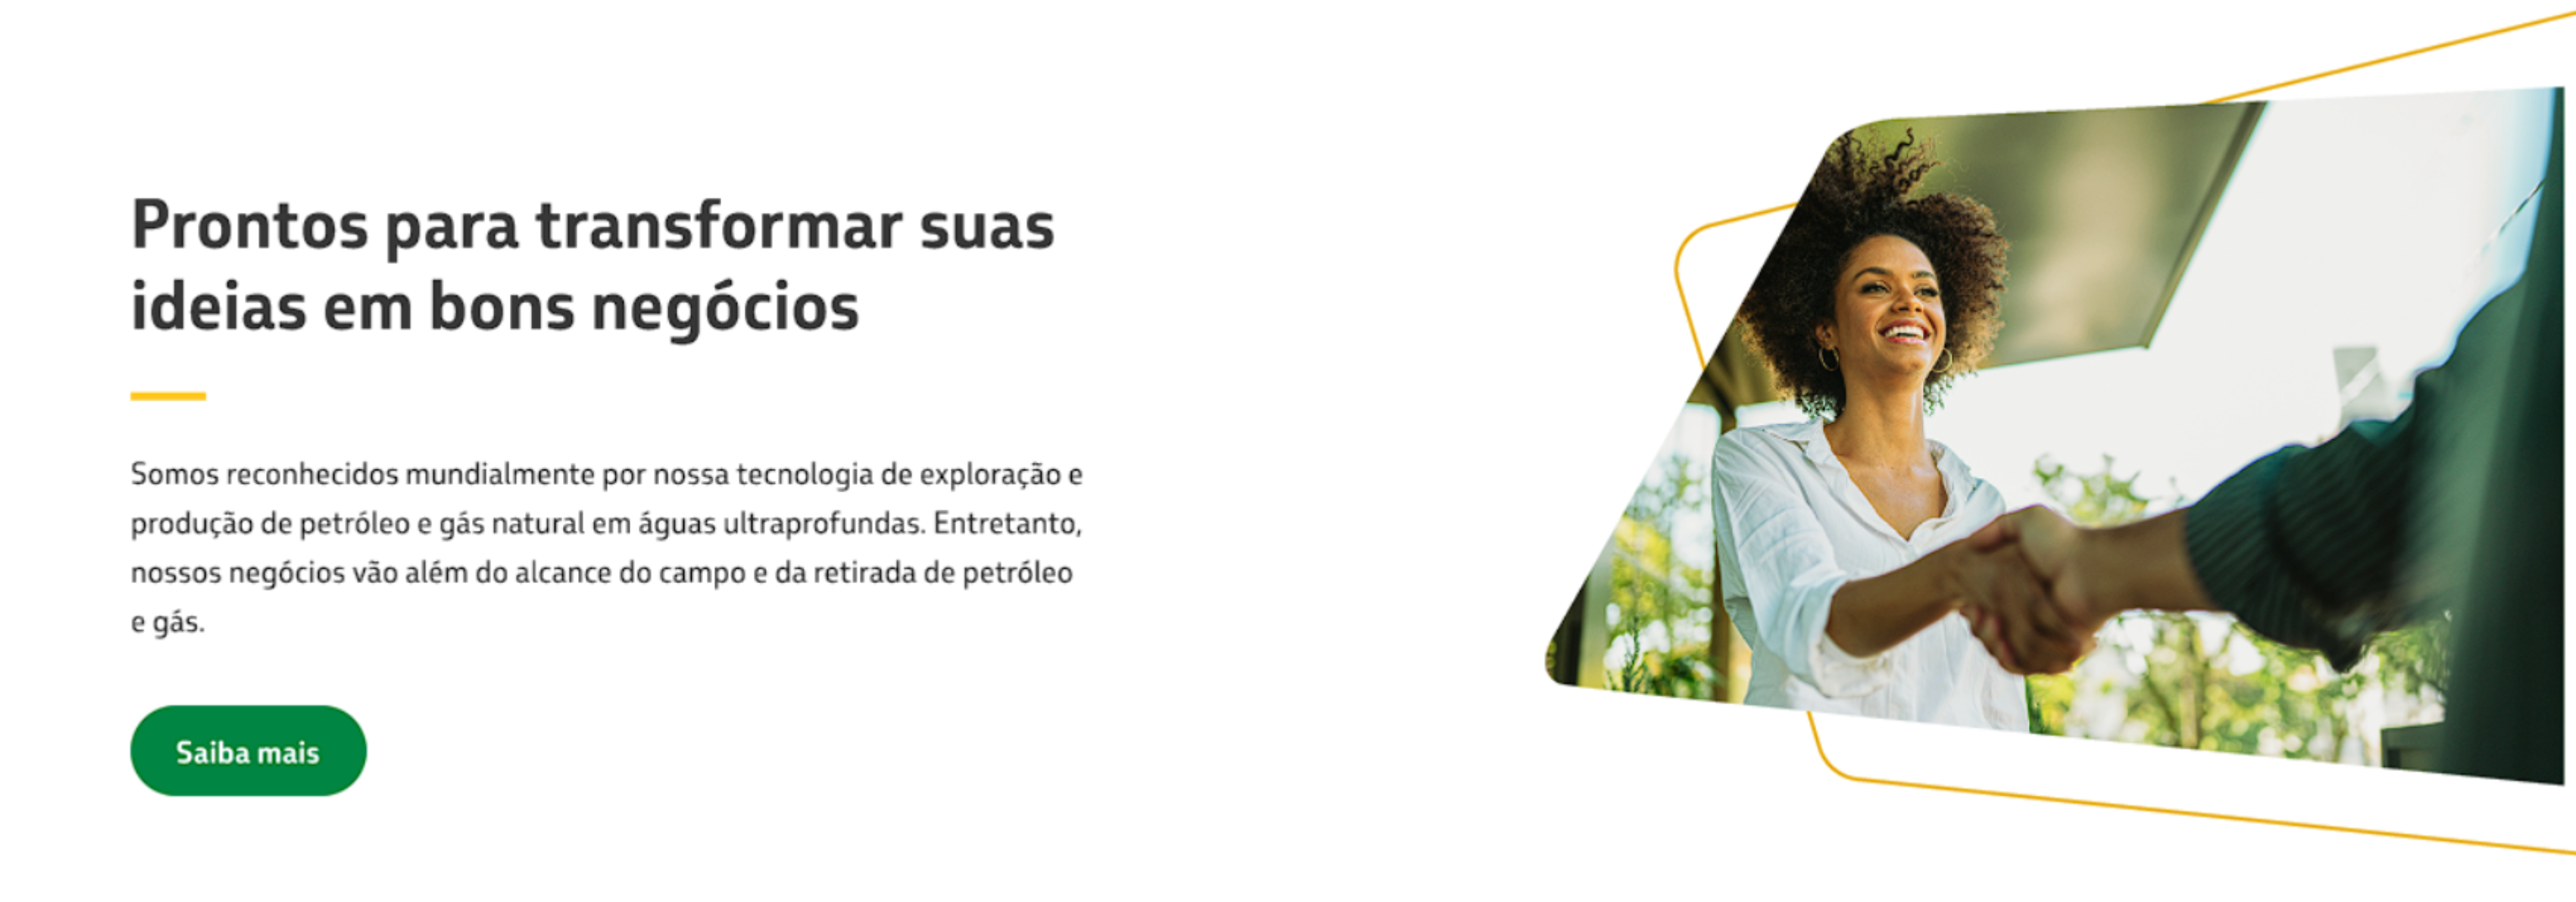 Prontos para transformar suas
ideias em bons negócios
Somos reconhecidos mundialmente por nossa tecnologia de exploração e
produção de petróleo e gás natural em águas ultraprofundas. Entretanto,
nossos negócios vão além do alcance do campo e da retirada de petróleo
e gás.
Saiba mais